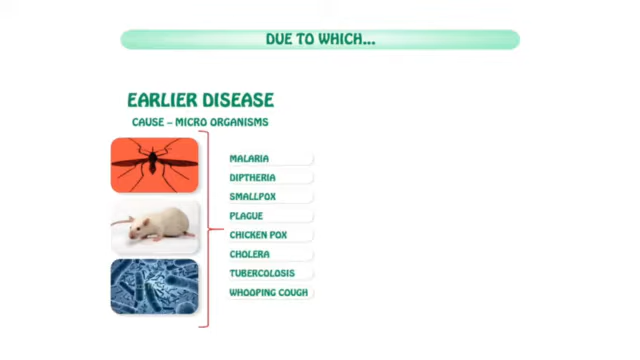 DUE TO WHICH...
EARLIER DISEASE
CAUSE – MICRO ORGANISMS
MALARIA
DIPTHERIA
SMALLPOX
PLAGUE
CHICKEN POX
CHOLERA
TUBERCOLOSIS
WHOOPING COUGH